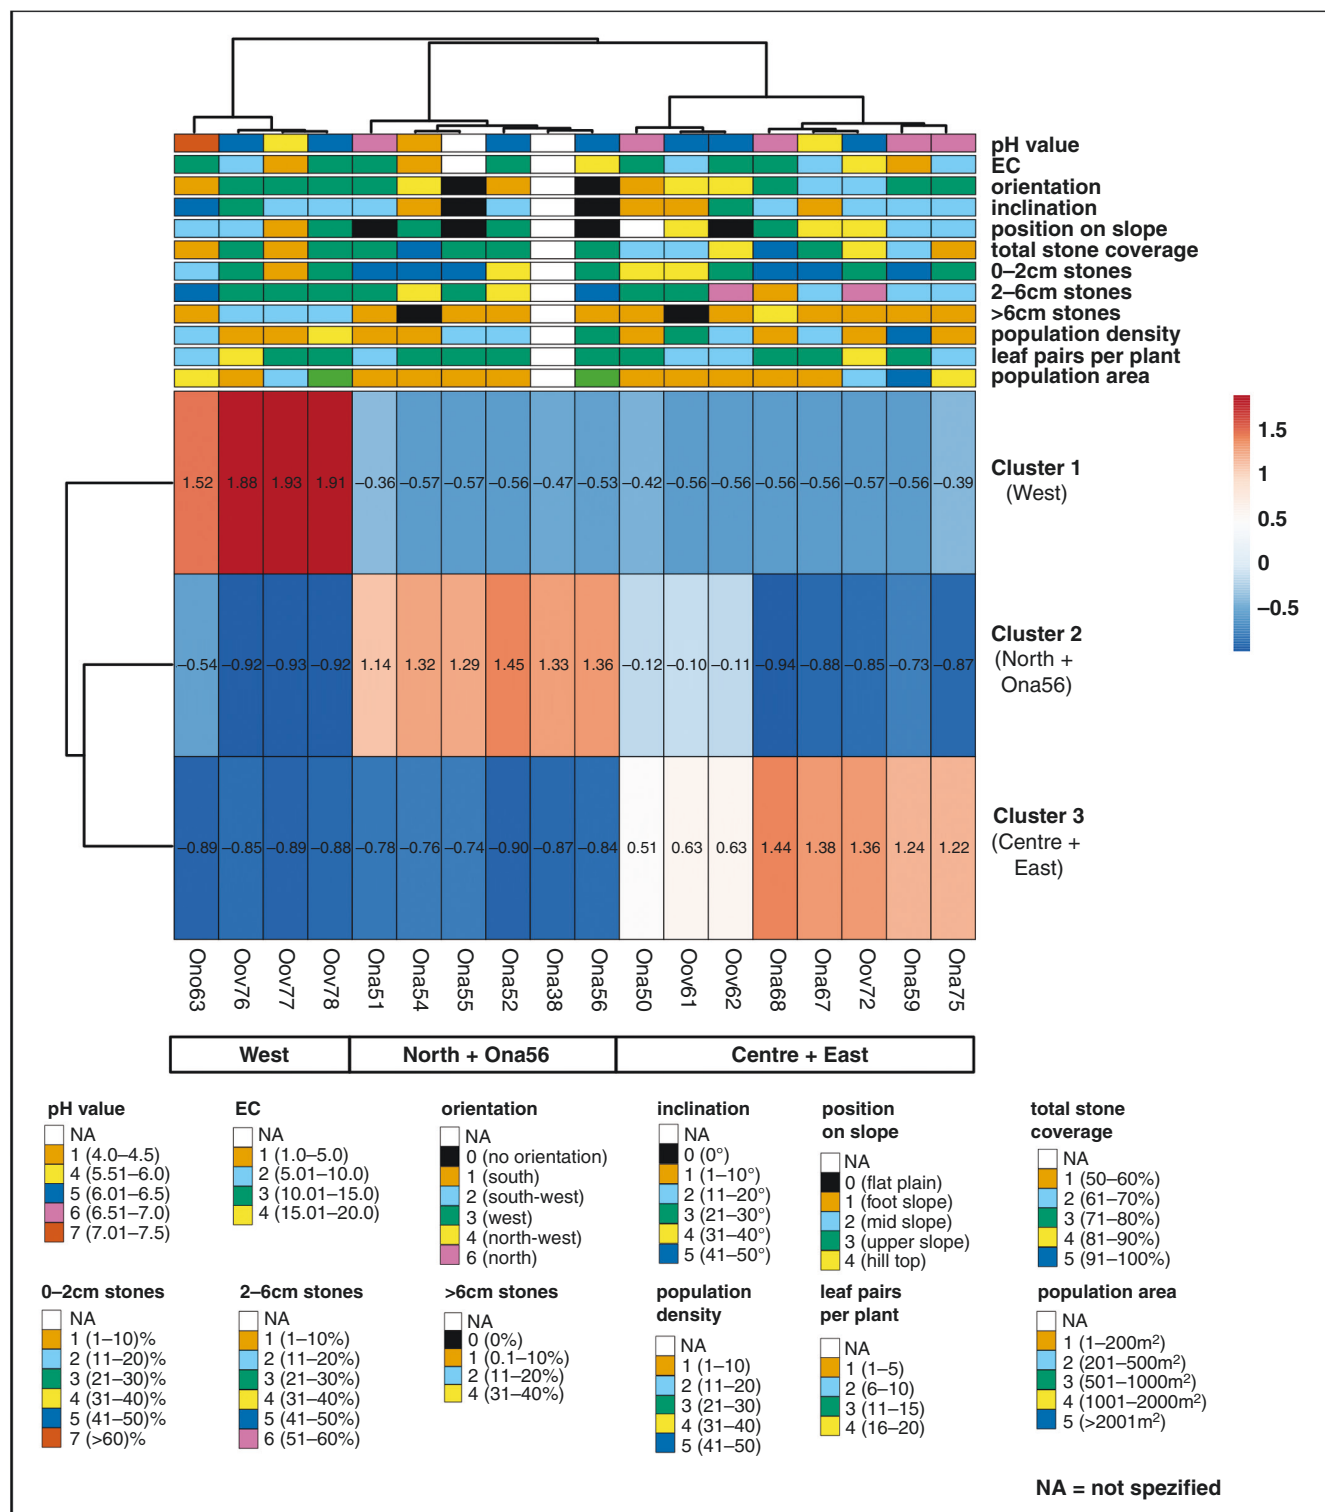 pH value
EC
orientation
inclination
position on slope
total stone coverage
0–2cm stones
2–6cm stones
>6cm stones
population density
leaf pairs per plant
population area
1.5
1
0.5
0
–0.5
1.52 1.88 1.93 1.91 –0.36 –0.57 –0.57 –0.56 –0.47 –0.53 –0.42 –0.56 –0.56 –0.56 –0.56 –0.57 –0.56 –0.39
Cluster 1
(West)
–0.54 –0.92 –0.93 –0.92 1.14 1.32 1.29 1.45 1.33 1.36 –0.12 –0.10 –0.11 –0.94 –0.88 –0.85 –0.73 –0.87
Cluster 2
(North +
Ona56)
–0.89 –0.85 –0.89 –0.88 –0.78 –0.76 –0.74 –0.90 –0.87 –0.84 0.51 0.63 0.63 1.44 1.38 1.36 1.24 1.22
Cluster 3
(Centre +
East)
Ono63
Oov76
Oov77
Oov78
Ona51
Ona54
Ona55
Ona52
Ona38
Ona56
Ona50
Oov61
Oov62
Ona68
Ona67
Oov72
Ona59
Ona75
West
North + Ona56
Centre + East
pH value
NA
1 (4.0–4.5)
4 (5.51–6.0)
5 (6.01–6.5)
6 (6.51–7.0)
7 (7.01–7.5)
EC
NA
1 (1.0–5.0)
2 (5.01–10.0)
3 (10.01–15.0)
4 (15.01–20.0)
orientation
NA
0 (no orientation)
1 (south)
2 (south-west)
3 (west)
4 (north-west)
6 (north)
inclination
NA
0 (0°)
1 (1–10°)
2 (11–20°)
3 (21–30°)
4 (31–40°)
5 (41–50°)
position
on slope
NA
0 (flat plain)
1 (foot slope)
2 (mid slope)
3 (upper slope)
4 (hill top)
total stone
coverage
NA
1 (50–60%)
2 (61–70%)
3 (71–80%)
4 (81–90%)
5 (91–100%)
0–2cm stones
NA
1 (1–10)%
2 (11–20)%
3 (21–30)%
4 (31–40)%
5 (41–50)%
7 (>60)%
2–6cm stones
NA
1 (1–10%)
2 (11–20%)
3 (21–30%)
4 (31–40%)
5 (41–50%)
6 (51–60%)
>6cm stones
NA
0 (0%)
1 (0.1–10%)
2 (11–20%)
4 (31–40%)
population
density
NA
1 (1–10)
2 (11–20)
3 (21–30)
4 (31–40)
5 (41–50)
leaf pairs
per plant
NA
1 (1–5)
2 (6–10)
3 (11–15)
4 (16–20)
population area
NA
1 (1–200m²)
2 (201–500m²)
3 (501–1000m²)
4 (1001–2000m²)
5 (>2001m²)
NA = not spezified